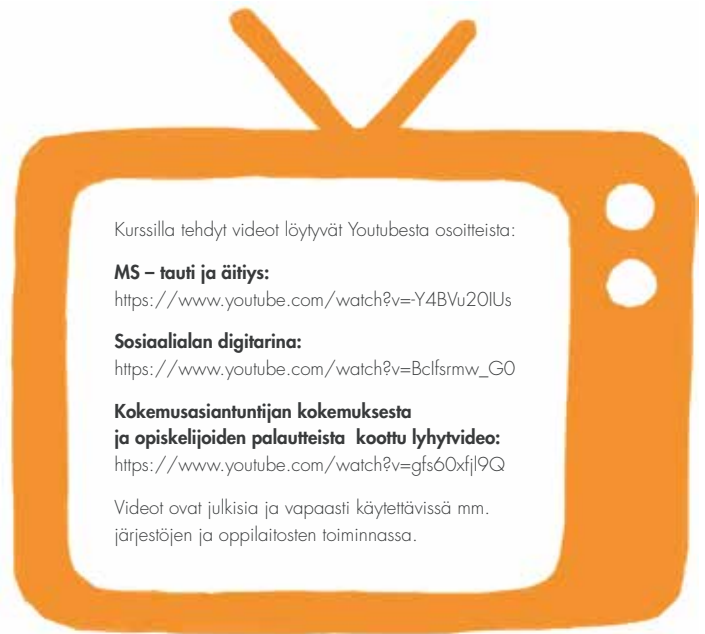 Kurssilla tehdyt videot löytyvät Youtubesta osoitteista:
MS – tauti ja äitiys:
https://www.youtube.com/watch?v=-Y4BVu20IUs
Sosiaalialan digitarina:
https://www.youtube.com/watch?v=BcIfsrmw_G0
Kokemusasiantuntijan kokemuksesta
ja opiskelijoiden palautteista koottu lyhytvideo:
https://www.youtube.com/watch?v=gfs60xfjl9Q
Videot ovat julkisia ja vapaasti käytettävissä mm.
järjestöjen ja oppilaitosten toiminnassa.